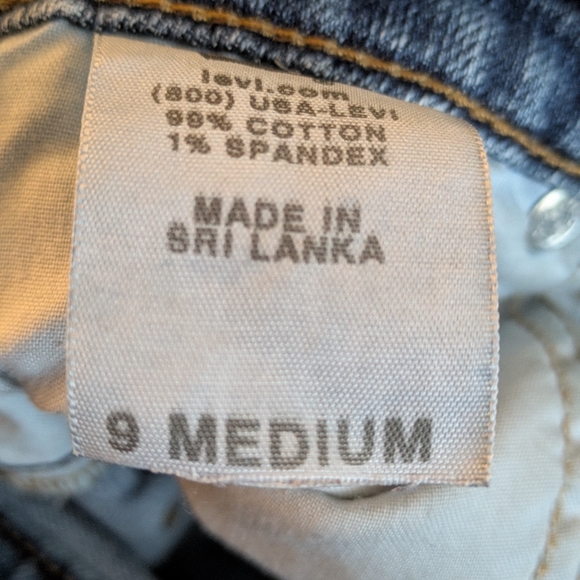 levi.com
(800) USA-LEVI
99% COTTON
1% SPANDEX
MADE IN
SRI LANKA
9 MEDIUM